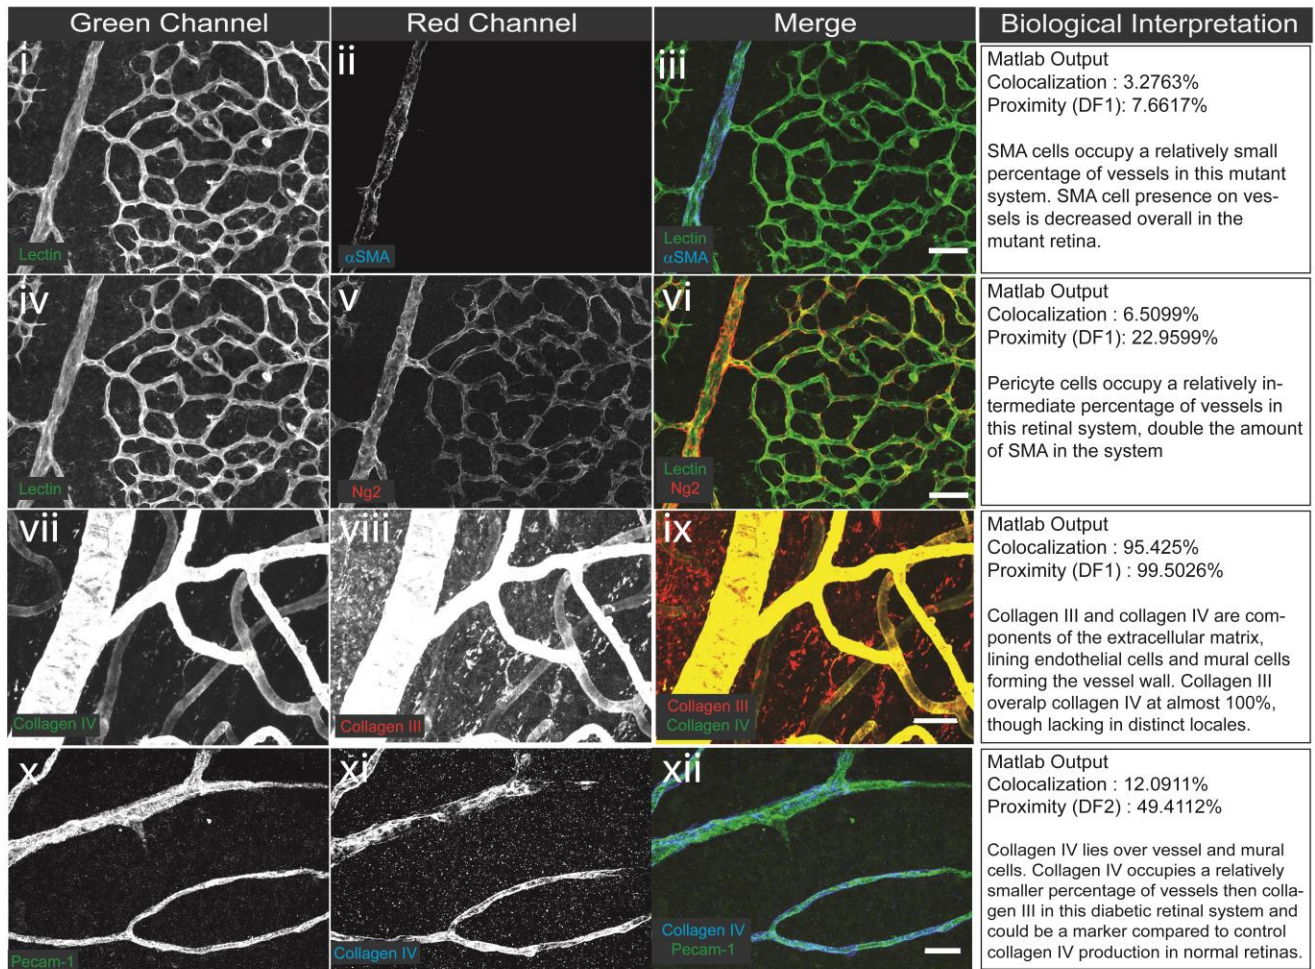 Green Channel
Red Channel
Merge
Biological Interpretation
i
Lectin
ii
αSMA
iii
Lectin
αSMA
Matlab Output
Colocalization : 3.2763%
Proximity (DF1): 7.6617%
SMA cells occupy a relatively small
percentage of vessels in this mutant
system. SMA cell presence on ves-
sels is decreased overall in the
mutant retina.
iv
Lectin
v
Ng2
vi
Lectin
Ng2
Matlab Output
Colocalization : 6.5099%
Proximity (DF1): 22.9599%
Pericyte cells occupy a relatively in-
termediate percentage of vessels in
this retinal system, double the amount
of SMA in the system
vii
Collagen IV
viii
Collagen III
ix
Collagen III
Collagen IV
Matlab Output
Colocalization : 95.425%
Proximity (DF1) : 99.5026%
Collagen III and collagen IV are com-
ponents of the extracellular matrix,
lining endothelial cells and mural cells
forming the vessel wall. Collagen III
overalp collagen IV at almost 100%,
though lacking in distinct locales.
x
Pecam-1
xi
Collagen IV
xii
Collagen IV
Pecam-1
Matlab Output
Colocalization : 12.0911%
Proximity (DF2) : 49.4112%
Collagen IV lies over vessel and mural
cells. Collagen IV occupies a relatively
smaller percentage of vessels then colla-
gen III in this diabetic retinal system and
could be a marker compared to control
collagen IV production in normal retinas.